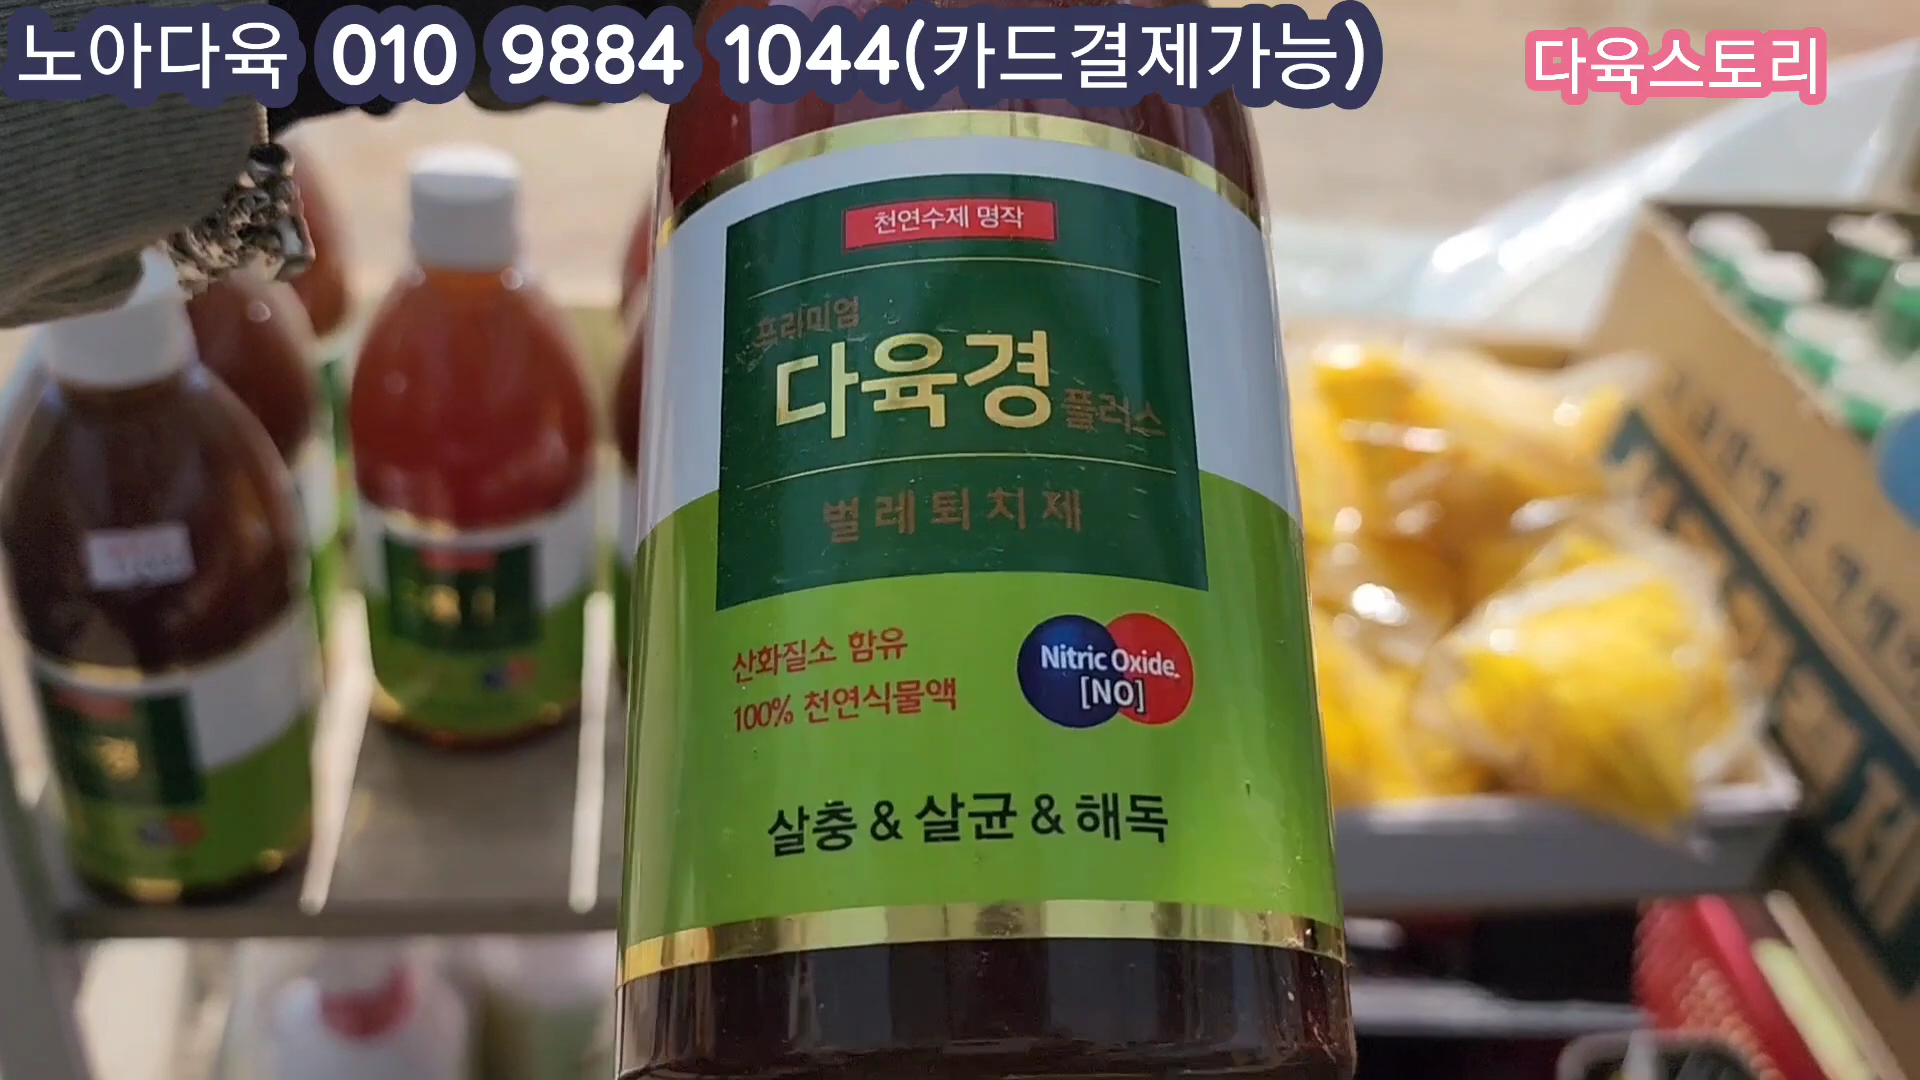 노아다육 010 9884 1044(카드결제가능)
다육스토리
천연수제 명작
프리미엄
다육경 플러스
벌레퇴치제
산화질소 함유
100% 천연식물액
Nitric Oxide.
[NO]
살충 & 살균 & 해독